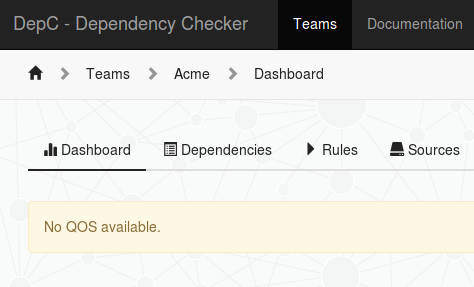 DepC - Dependency Checker Teams Documentation
Teams Acme Dashboard
Dashboard Dependencies Rules Sources
No QOS available.